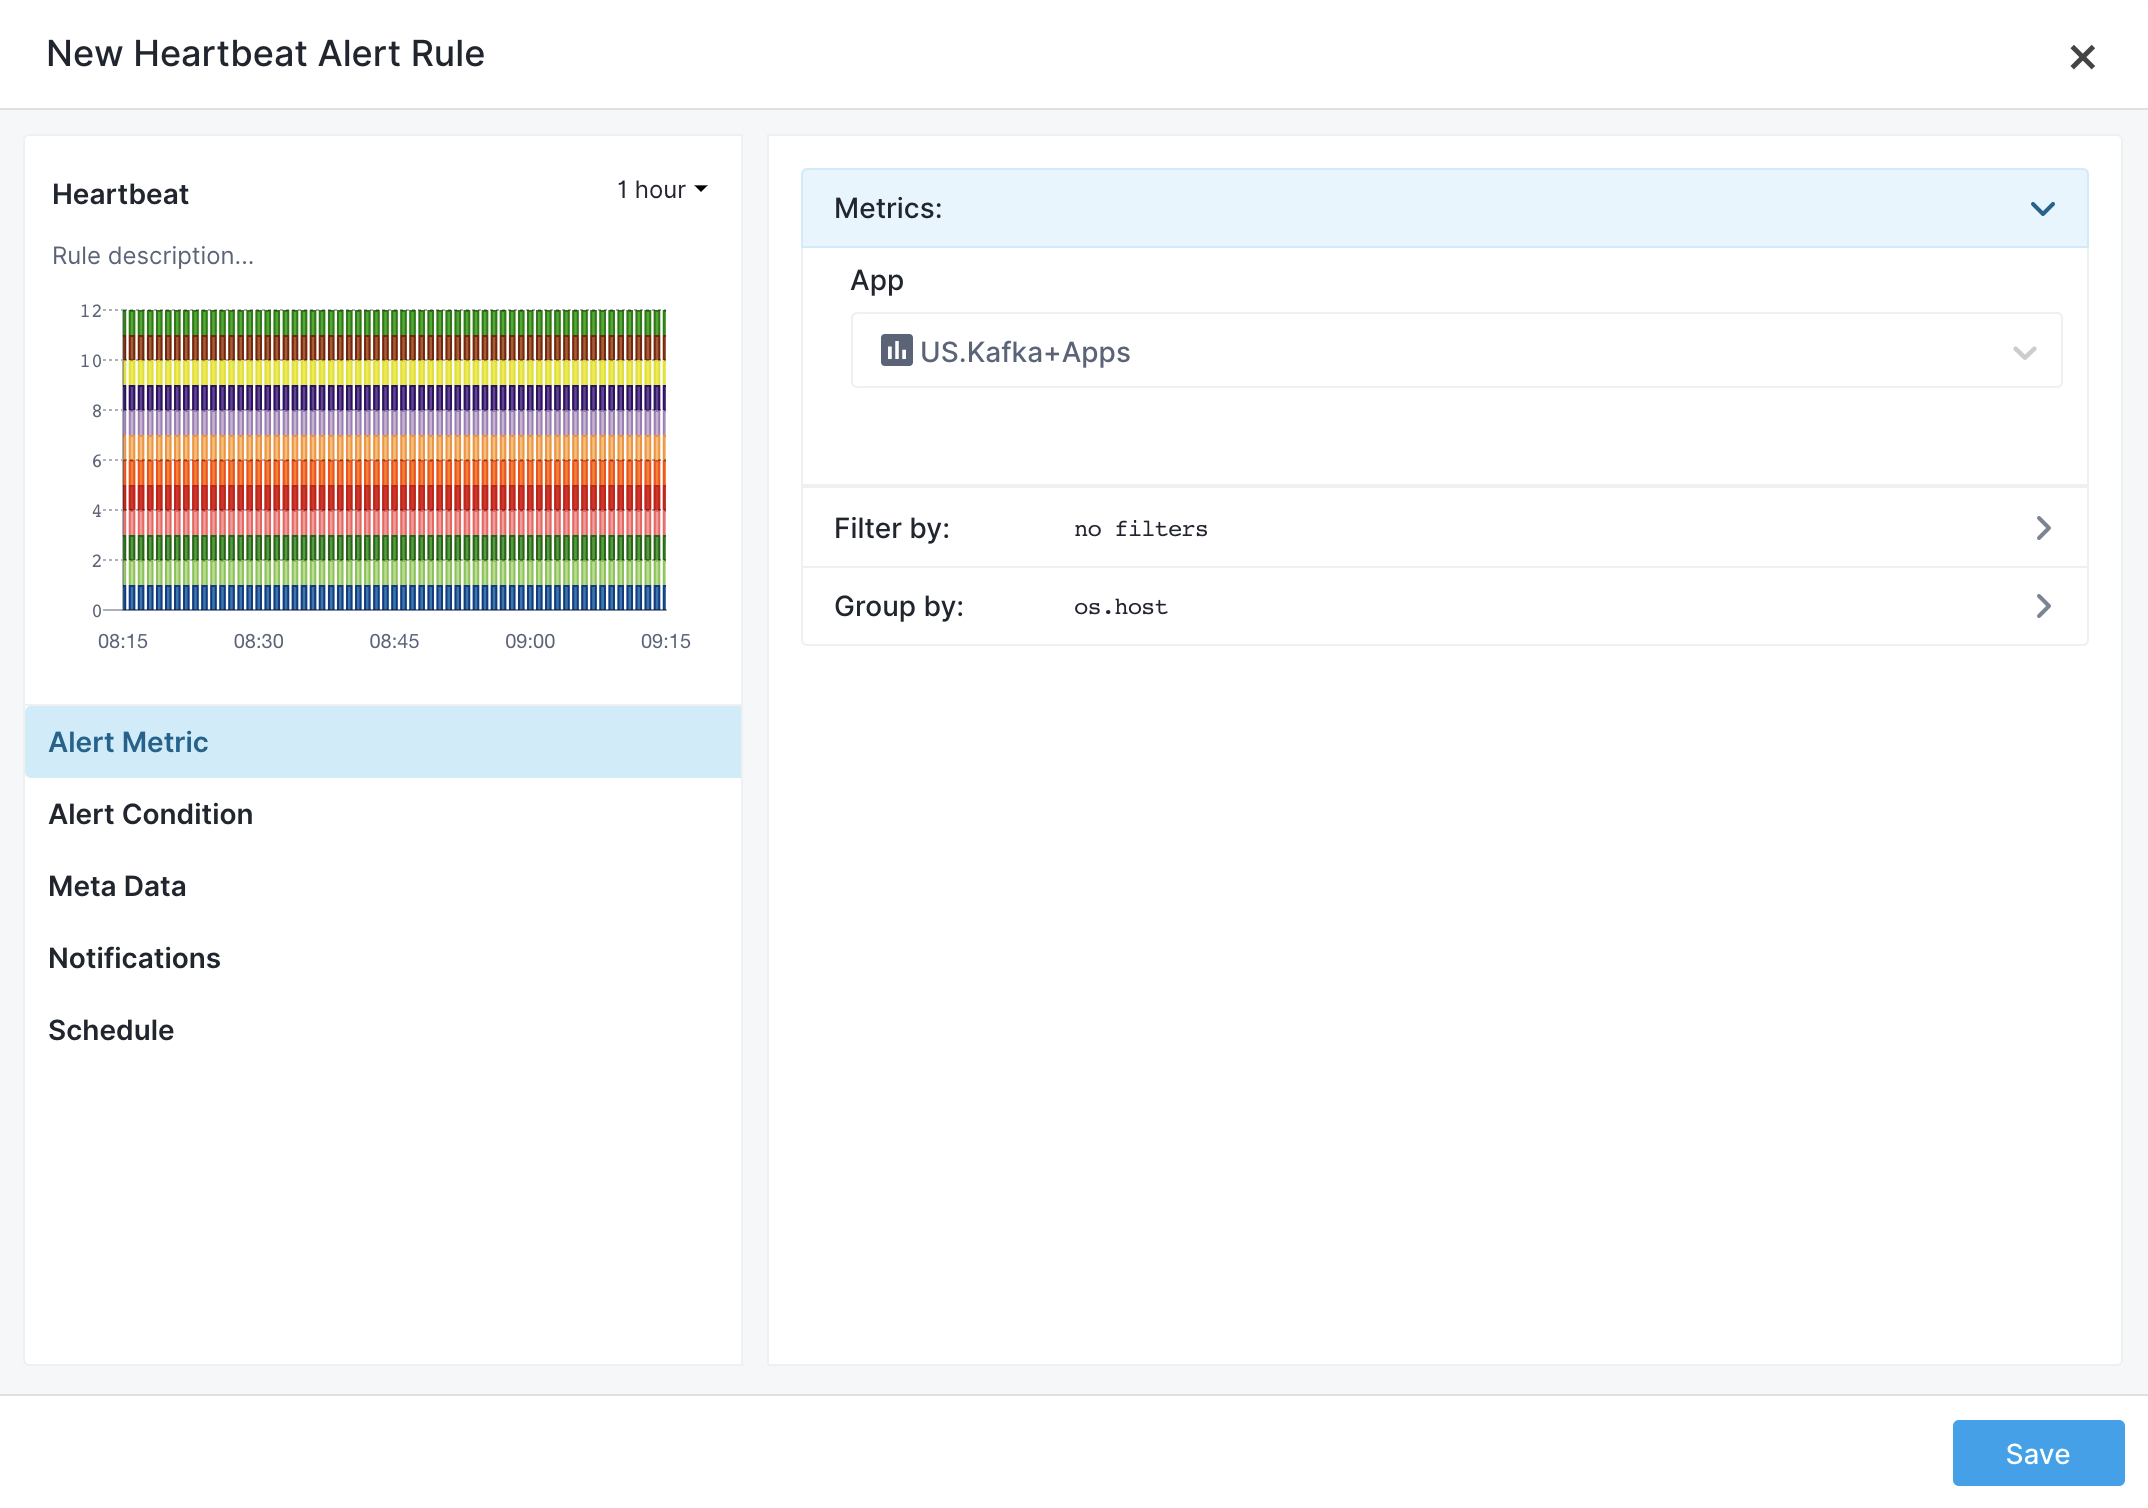 New Heartbeat Alert Rule
Heartbeat
1 hour
Rule description...
12
10
8
6
4
2
0
08:15 08:30 08:45 09:00 09:15
Alert Metric
Alert Condition
Meta Data
Notifications
Schedule
Metrics:
App
US.Kafka+Apps
Filter by: no filters
Group by: os.host
Save